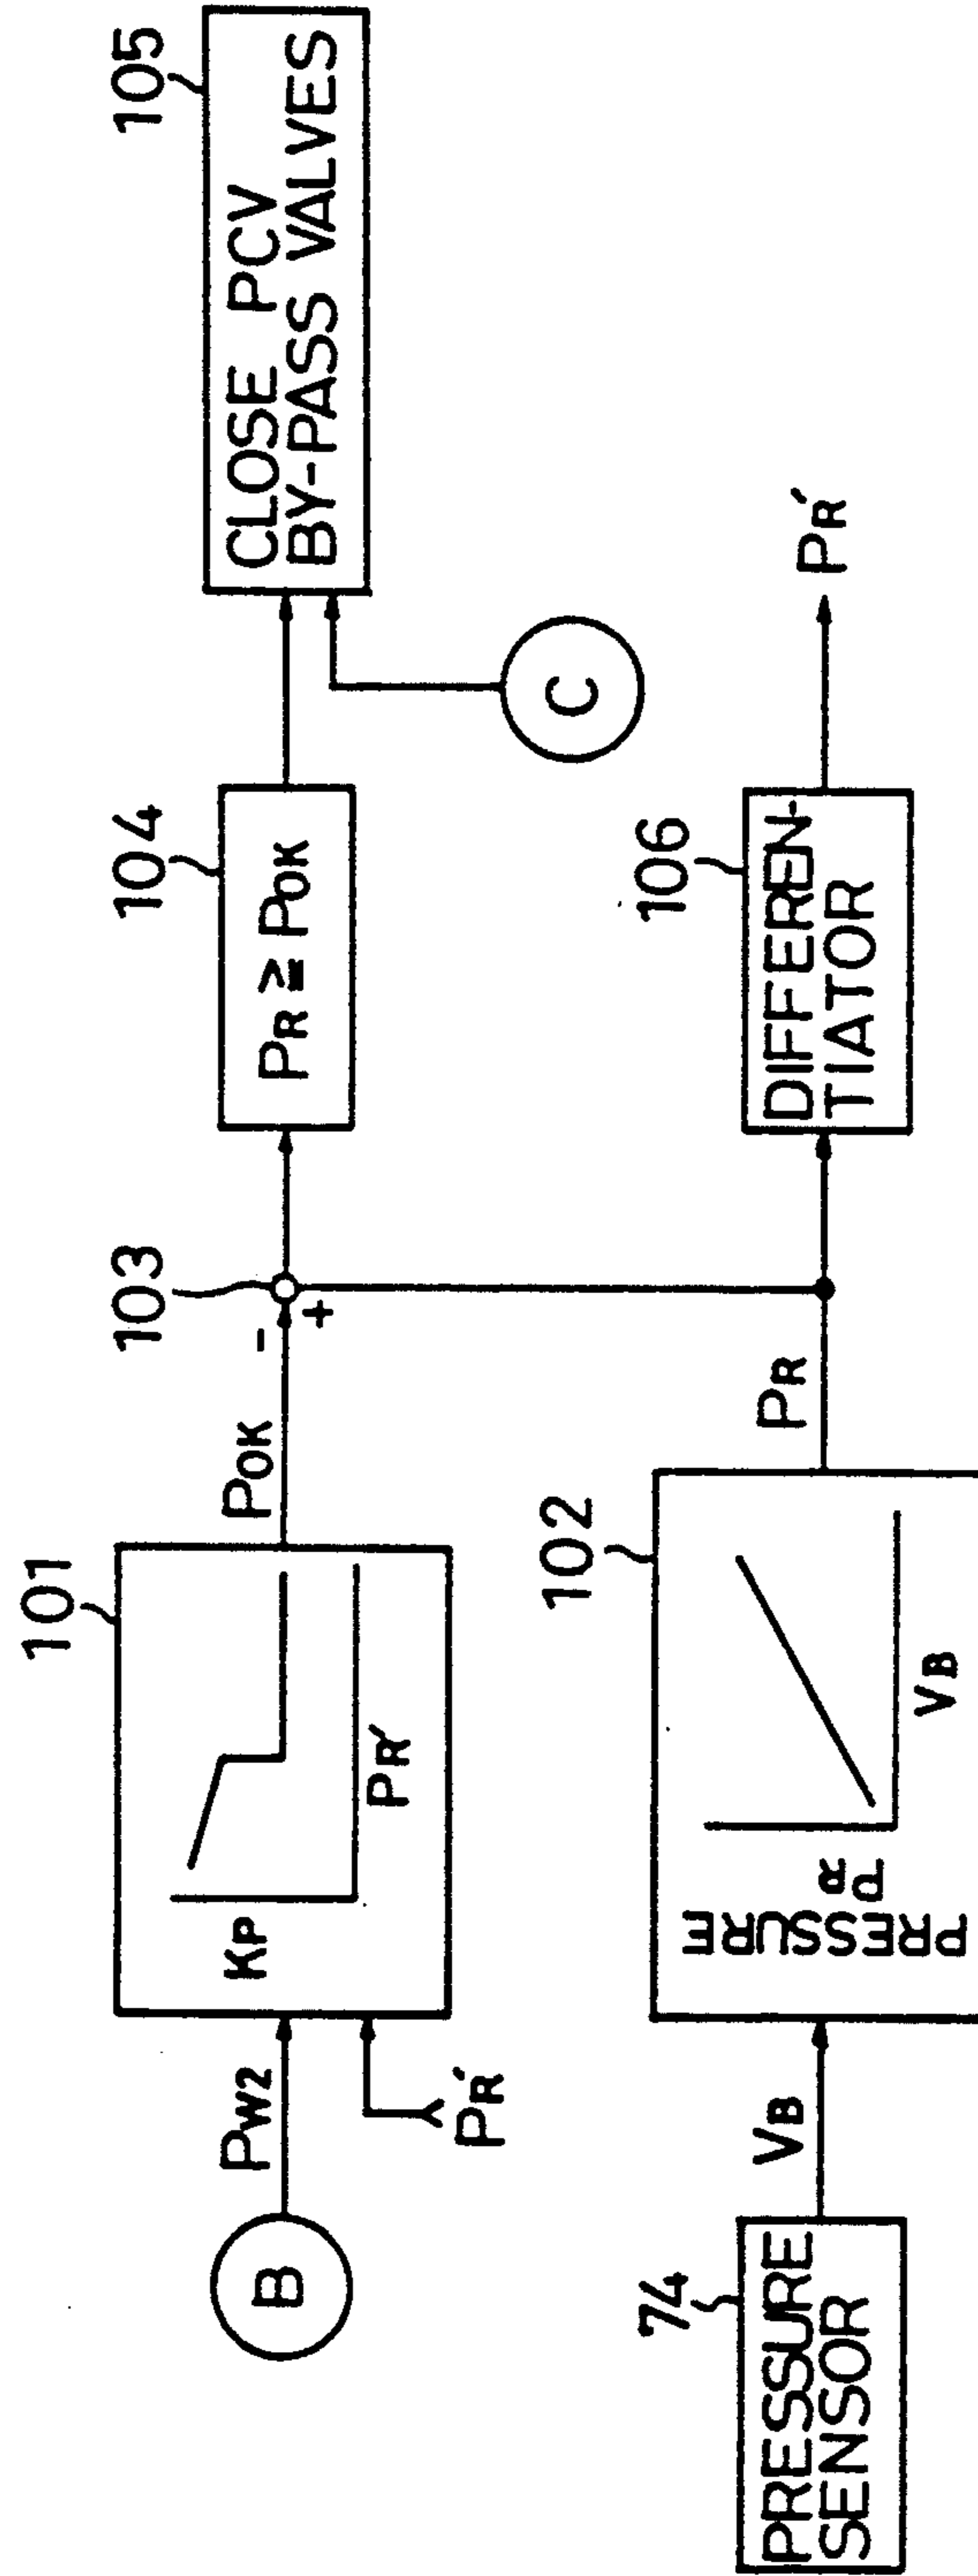 101
102
103
104
105
B
PW2
PR′
KP
PR′
POK
-
+
PR ≧ POK
CLOSE PCV
BY-PASS VALVES
C
74
PRESSURE
SENSOR
VB
PRESSURE
PR
VB
PR
106
DIFFEREN-
TIATOR
PR′